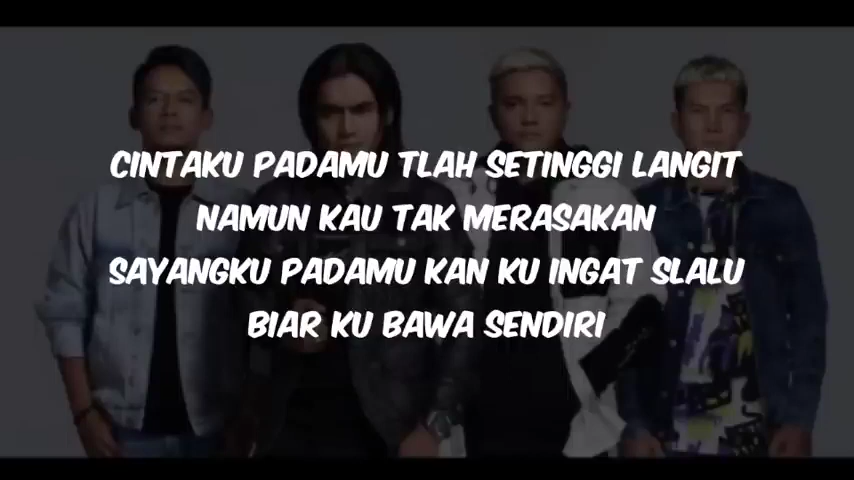 CINTAKU PADAMU TLAH SETINGGI LANGIT
NAMUN KAU TAK MERASAKAN
SAYANGKU PADAMU KAN KU INGAT SLALU
BIAR KU BAWA SENDIRI